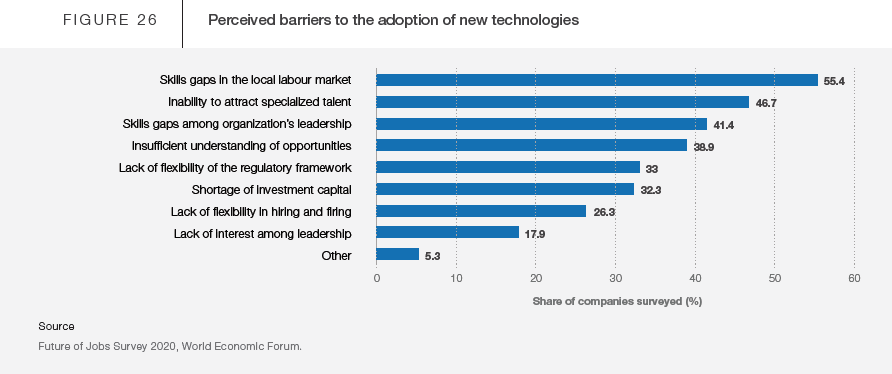 FIGURE 26
Perceived barriers to the adoption of new technologies
Skills gaps in the local labour market 55.4
Inability to attract specialized talent 46.7
Skills gaps among organization's leadership 41.4
Insufficient understanding of opportunities 38.9
Lack of flexibility of the regulatory framework 33
Shortage of investment capital 32.3
Lack of flexibility in hiring and firing 26.3
Lack of interest among leadership 17.9
Other 5.3
0 10 20 30 40 50 60
Share of companies surveyed (%)
Source
Future of Jobs Survey 2020, World Economic Forum.